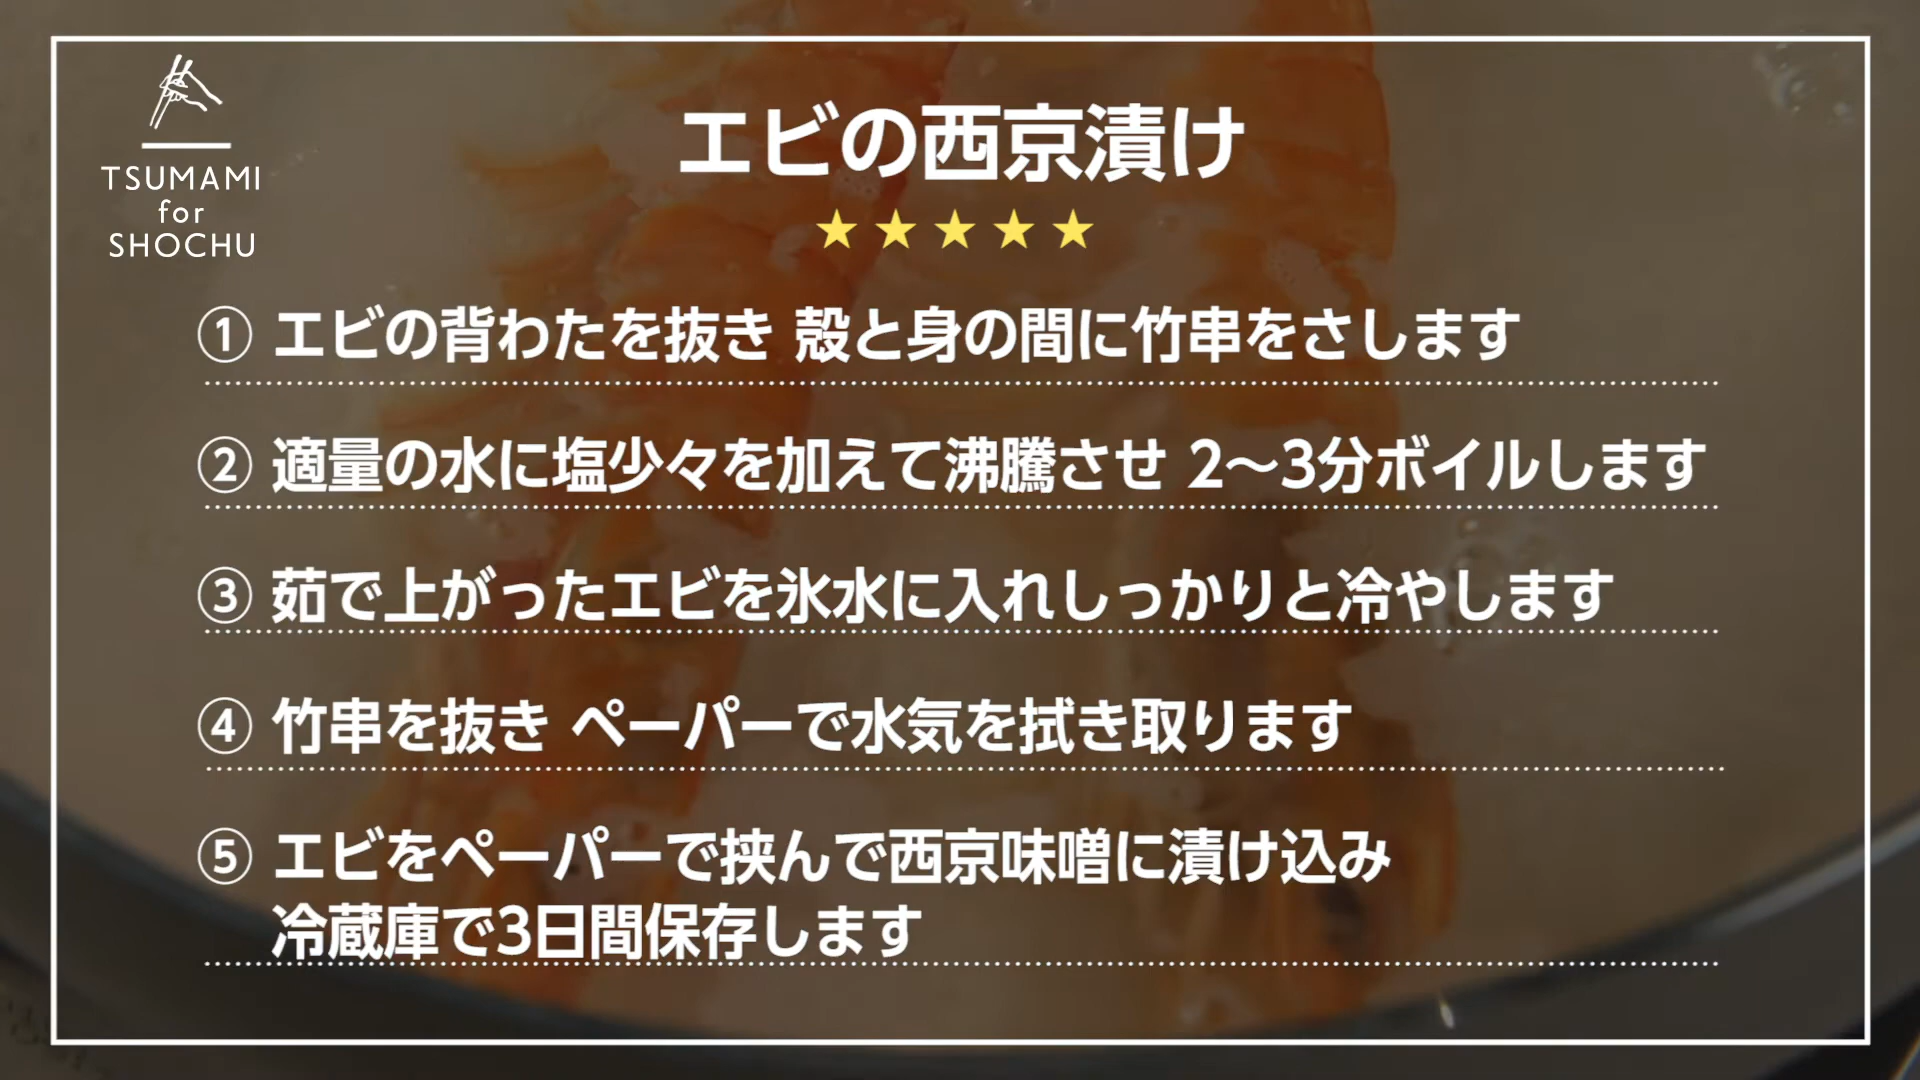 TSUMAMI
for
SHOCHU
エビの西京漬け
★★★★★
① エビの背わたを抜き 殻と身の間に竹串をさします
② 適量の水に塩少々を加えて沸騰させ 2〜3分ボイルします
③ 茹で上がったエビを氷水に入れしっかりと冷やします
④ 竹串を抜き ペーパーで水気を拭き取ります
⑤ エビをペーパーで挟んで西京味噌に漬け込み
冷蔵庫で3日間保存します